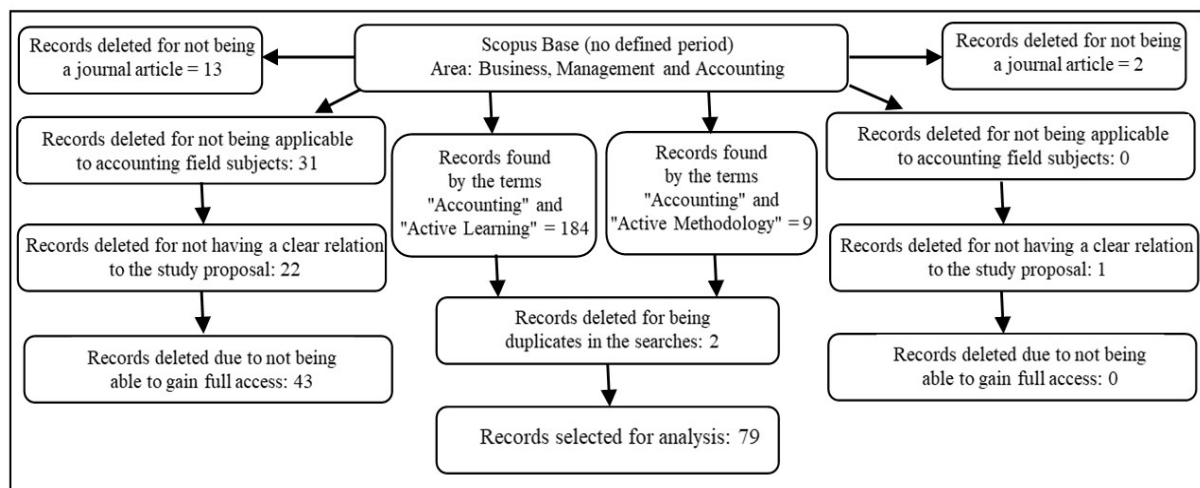 Records deleted for not being
a journal article = 13
Scopus Base (no defined period)
Area: Business, Management and Accounting
Records deleted for not being
a journal article = 2
Records deleted for not being applicable
to accounting field subjects: 31
Records found
by the terms
"Accounting" and
"Active Learning" = 184
Records found
by the terms
"Accounting" and
"Active Methodology" = 9
Records deleted for not being applicable
to accounting field subjects: 0
Records deleted for not having a clear relation
to the study proposal: 22
Records deleted for not having a clear relation
to the study proposal: 1
Records deleted for being
duplicates in the searches: 2
Records deleted due to not being
able to gain full access: 43
Records deleted due to not being
able to gain full access: 0
Records selected for analysis: 79